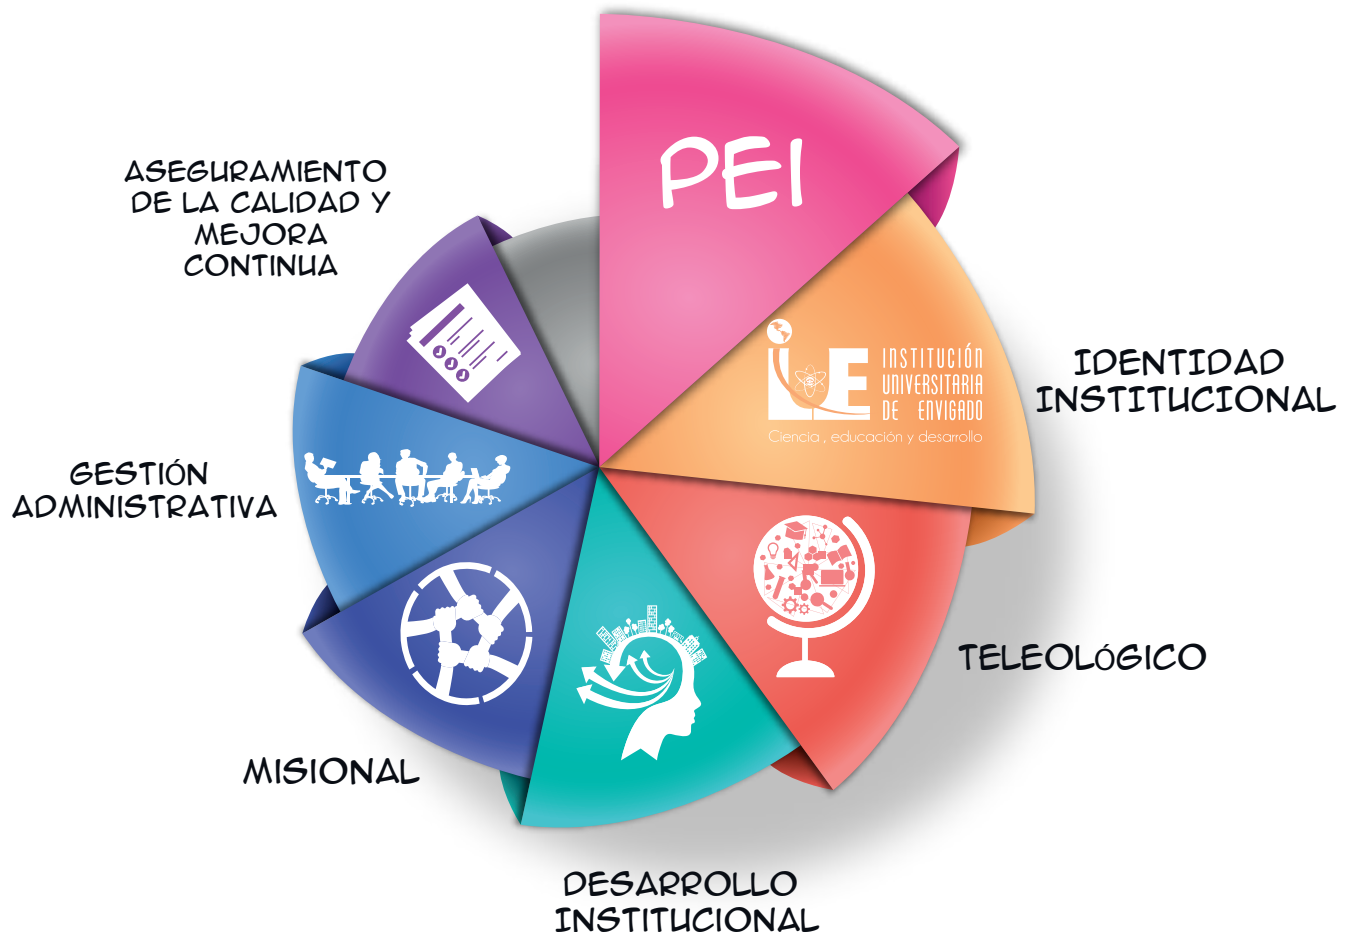 PEI
INSTITUCIÓN
UNIVERSITARIA
DE ENVIGADO
IUE
Ciencia, educación y desarrollo
IDENTIDAD
INSTITUCIONAL
TELEOLÓGICO
DESARROLLO
INSTITUCIONAL
MISIONAL
GESTIÓN
ADMINISTRATIVA
ASEGURAMIENTO
DE LA CALIDAD Y
MEJORA
CONTINUA